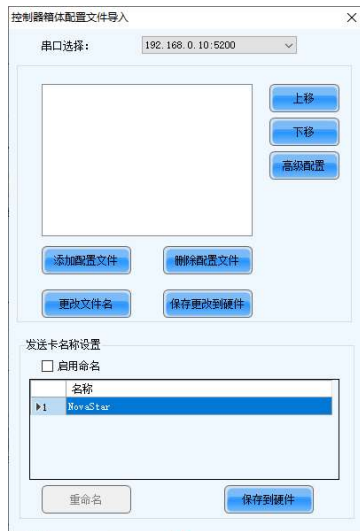 控制器箱体配置文件导入
串口选择： 192.168.0.10:5200
上移
下移
高级配置
添加配置文件 删除配置文件
更改文件名 保存更改到硬件
发送卡名称设置
启用命名
名称
1 NovaStar
重命名 保存到硬件